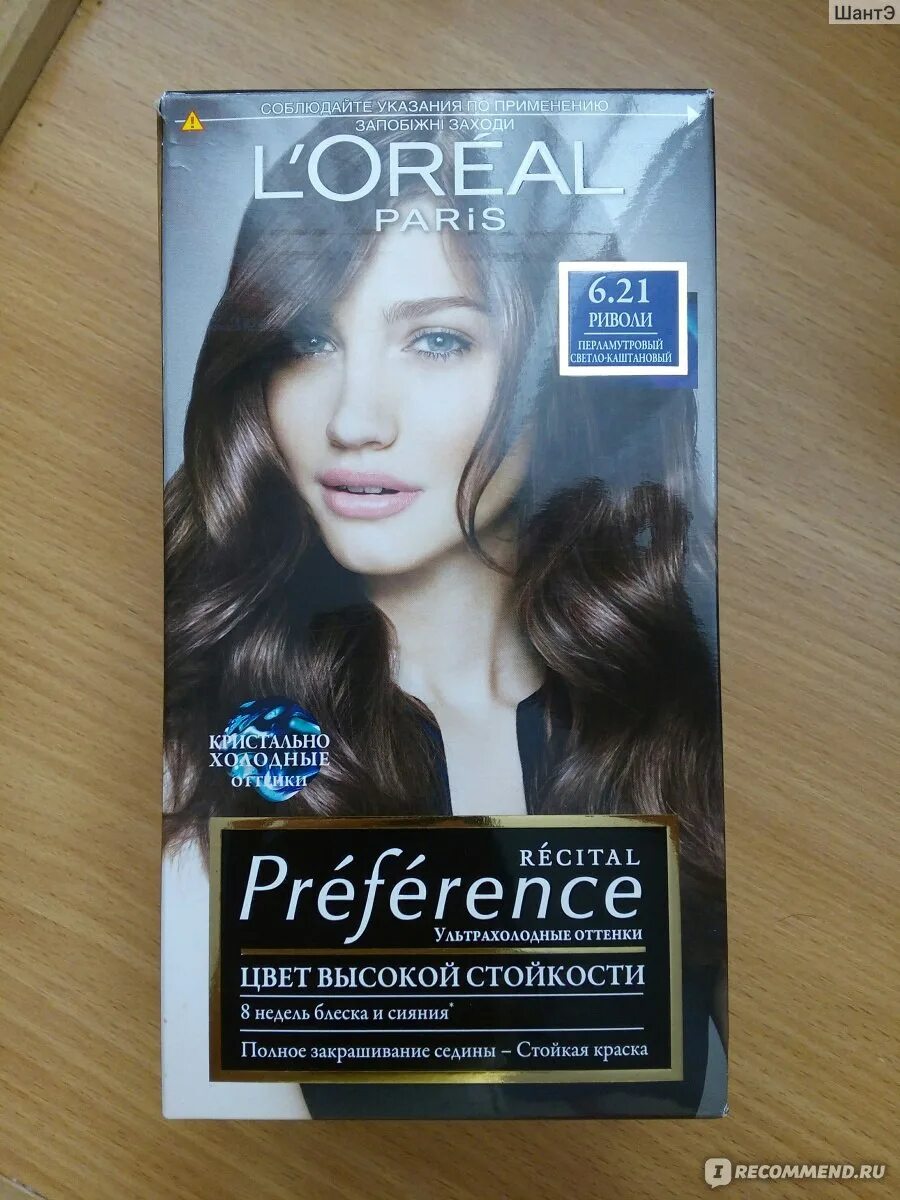 ШантЭ
СОБЛЮДАЙТЕ УКАЗАНИЯ ПО ПРИМЕНЕНИЮ
ЗАПОБІЖНІ ЗАХОДИ
L'ORÉAL
PARiS
6.21
РИВОЛИ
ПЕРЛАМУТРОВЫЙ
СВЕТЛО-КАШТАНОВЫЙ
КРИСТАЛЬНО
ХОЛОДНЫЕ
ОТТЕНКИ
RÉCITAL
Préférence
УЛЬТРАХОЛОДНЫЕ ОТТЕНКИ
ЦВЕТ ВЫСОКОЙ СТОЙКОСТИ
8 недель блеска и сияния*
Полное закрашивание седины – Стойкая краска
IRECOMMEND.RU